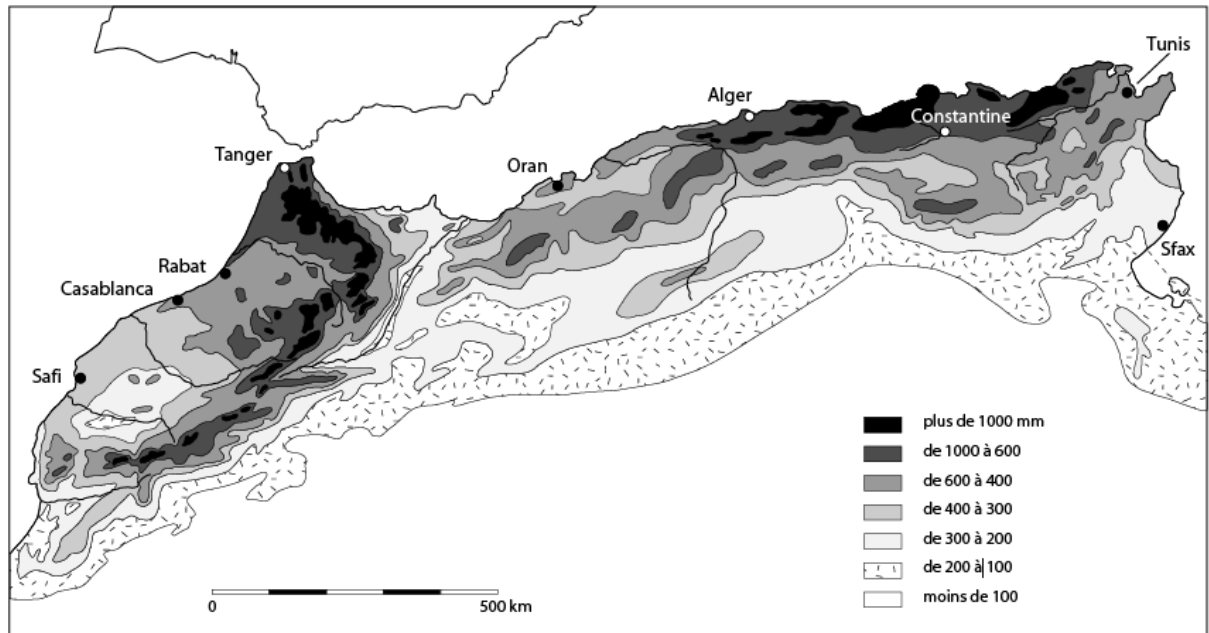 Tunis
Alger
Constantine
Tanger
Oran
Rabat
Sfax
Casablanca
Safi
plus de 1000 mm
de 1000 à 600
de 600 à 400
de 400 à 300
de 300 à 200
de 200 à 100
moins de 100
0 500 km